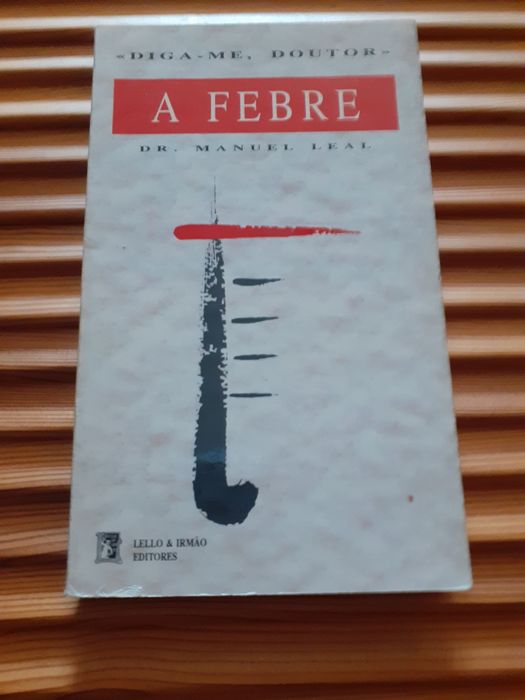 «DIGA-ME, DOUTOR»
A FEBRE
DR. MANUEL LEAL
LELLO & IRMÃO
EDITORES